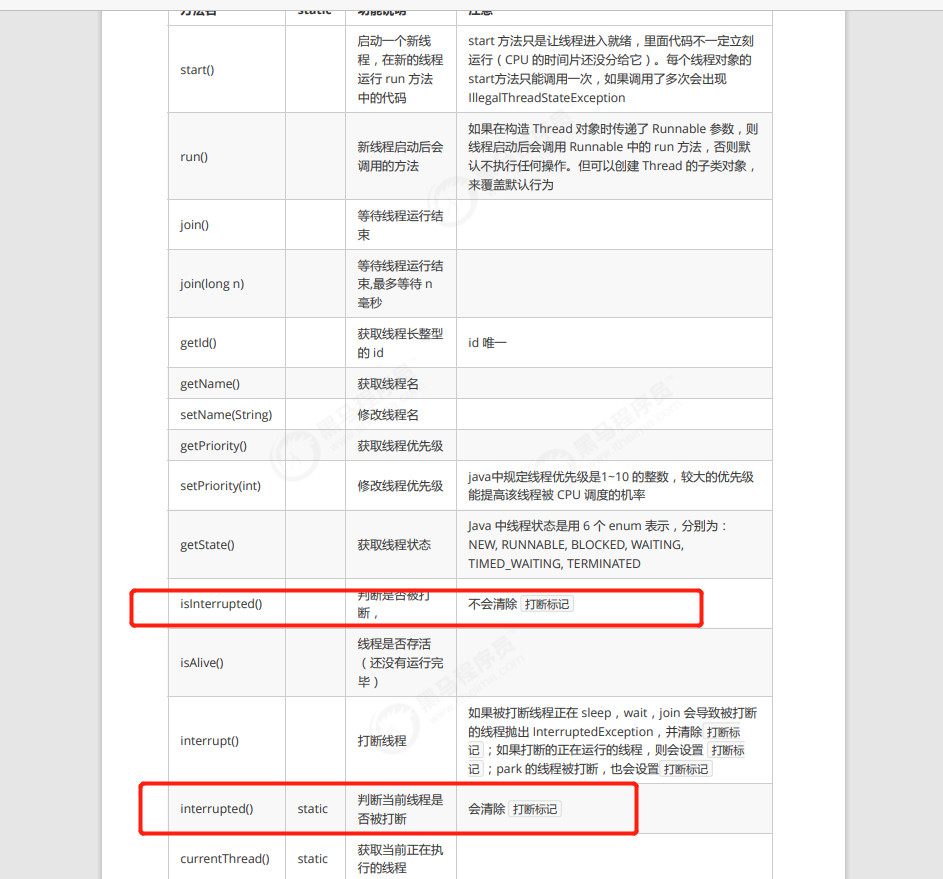 方法名 static 功能说明 注意
start() 启动一个新线程，在新的线程运行 run 方法中的代码 start 方法只是让线程进入就绪，里面代码不一定立刻运行（CPU 的时间片还没分给它）。每个线程对象的start方法只能调用一次，如果调用了多次会出现 IllegalThreadStateException
run() 新线程启动后会调用的方法 如果在构造 Thread 对象时传递了 Runnable 参数，则线程启动后会调用 Runnable 中的 run 方法，否则默认不执行任何操作。但可以创建 Thread 的子类对象，来覆盖默认行为
join() 等待线程运行结束
join(long n) 等待线程运行结束,最多等待 n 毫秒
getId() 获取线程长整型的 id id 唯一
getName() 获取线程名
setName(String) 修改线程名
getPriority() 获取线程优先级
setPriority(int) 修改线程优先级 java中规定线程优先级是1~10 的整数，较大的优先级能提高该线程被 CPU 调度的机率
getState() 获取线程状态 Java 中线程状态是用 6 个 enum 表示，分别为：NEW, RUNNABLE, BLOCKED, WAITING, TIMED_WAITING, TERMINATED
isInterrupted() 判断是否被打断， 不会清除 打断标记
isAlive() 线程是否存活（还没有运行完毕） 
interrupt() 打断线程 如果被打断线程正在 sleep，wait，join 会导致被打断的线程抛出 InterruptedException，并清除 打断标记 ；如果打断的正在运行的线程，则会设置 打断标记 ；park 的线程被打断，也会设置 打断标记
interrupted() static 判断当前线程是否被打断 会清除 打断标记
currentThread() static 获取当前正在执行的线程
黑马程序员
黑马程序员
黑马程序员